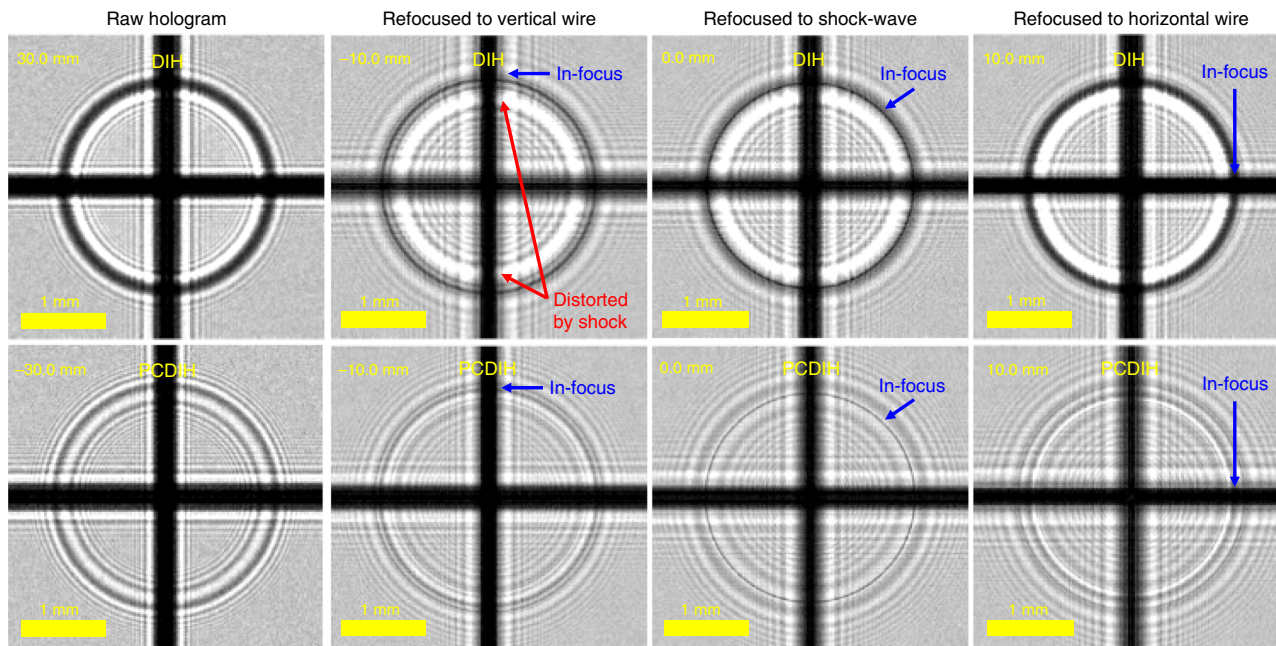 Raw hologram
Refocused to vertical wire
Refocused to shock-wave
Refocused to horizontal wire
30.0 mm
DIH
1 mm
–10.0 mm
DIH
In-focus
Distorted
by shock
1 mm
0.0 mm
DIH
In-focus
1 mm
10.0 mm
DIH
In-focus
1 mm
–30.0 mm
PCDIH
1 mm
–10.0 mm
PCDIH
In-focus
1 mm
0.0 mm
PCDIH
In-focus
1 mm
10.0 mm
PCDIH
In-focus
1 mm